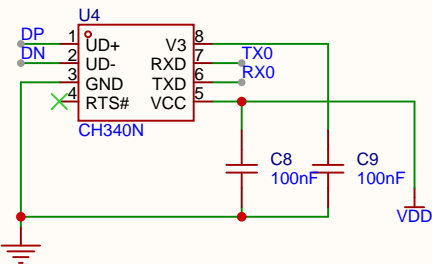 U4
DP 1 UD+ V3 8
DN 2 UD- RXD 7 TX0
3 GND TXD 6 RX0
4 RTS# VCC 5
CH340N
C8 C9
100nF 100nF
VDD